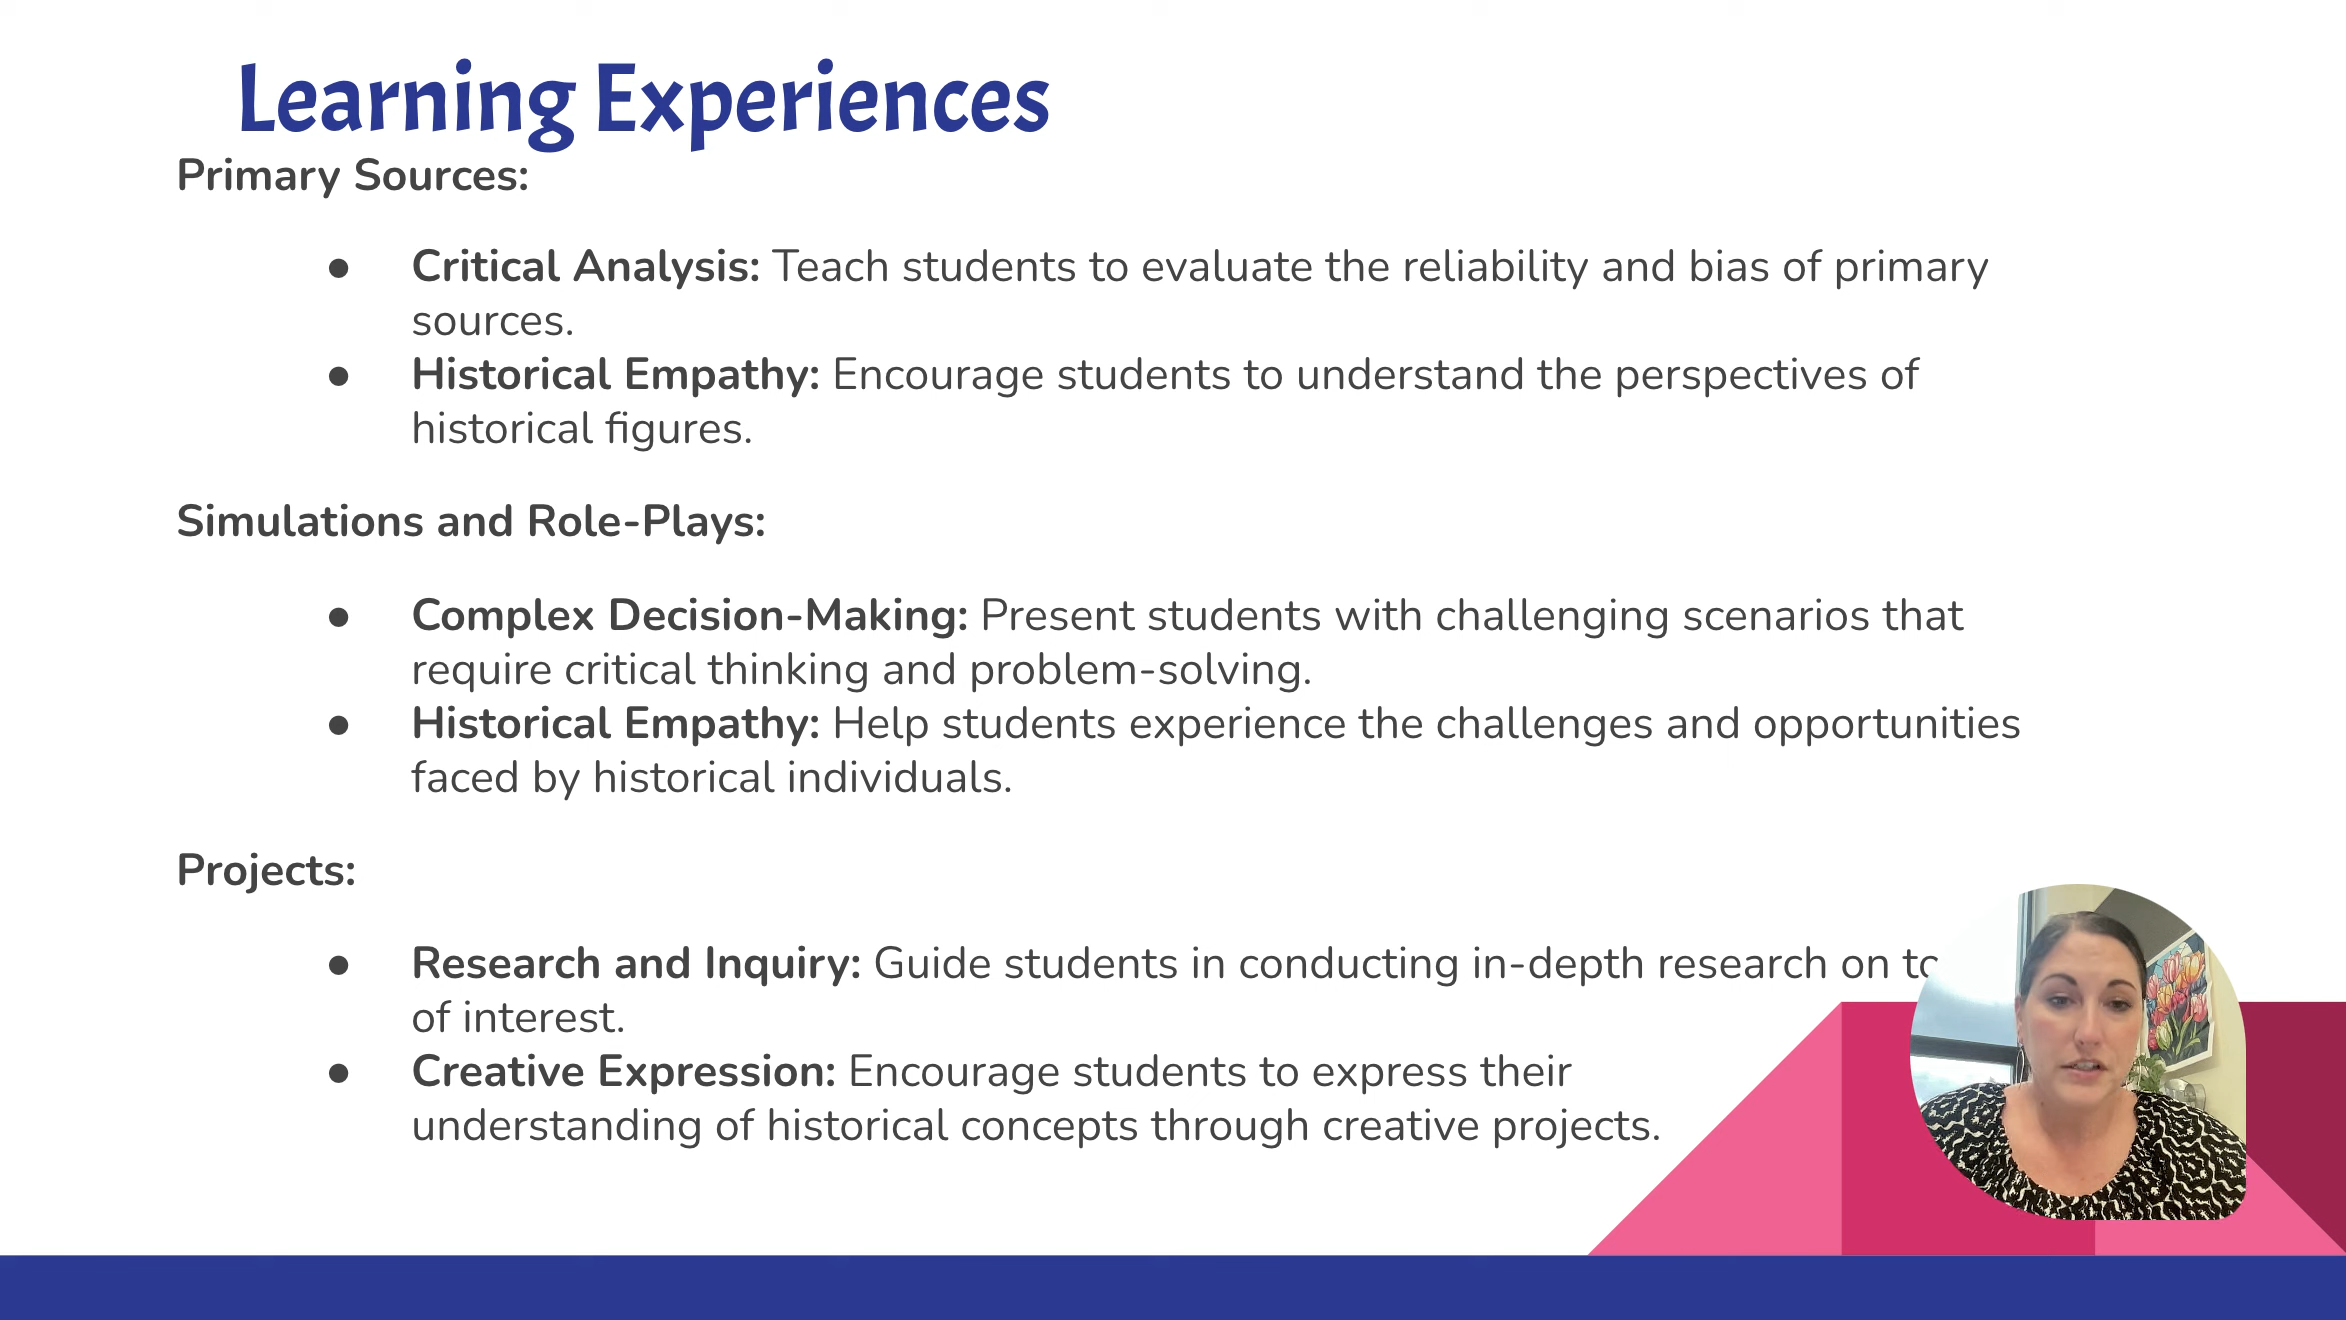 Learning Experiences
Primary Sources:
● Critical Analysis: Teach students to evaluate the reliability and bias of primary
sources.
● Historical Empathy: Encourage students to understand the perspectives of
historical figures.
Simulations and Role-Plays:
● Complex Decision-Making: Present students with challenging scenarios that
require critical thinking and problem-solving.
● Historical Empathy: Help students experience the challenges and opportunities
faced by historical individuals.
Projects:
● Research and Inquiry: Guide students in conducting in-depth research on
of interest.
● Creative Expression: Encourage students to express their
understanding of historical concepts through creative projects.